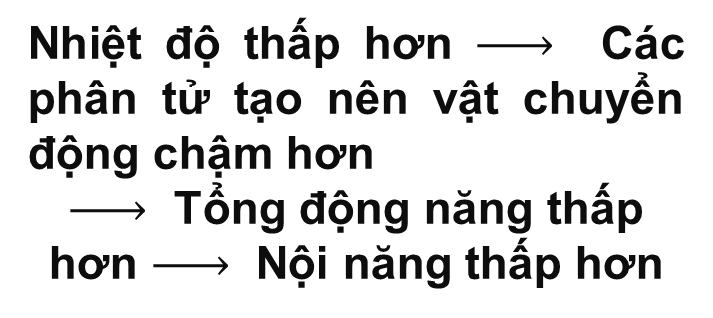 Nhiệt độ thấp hơn ⟶ Các
phân tử tạo nên vật chuyển
động chậm hơn
⟶ Tổng động năng thấp
hơn ⟶ Nội năng thấp hơn